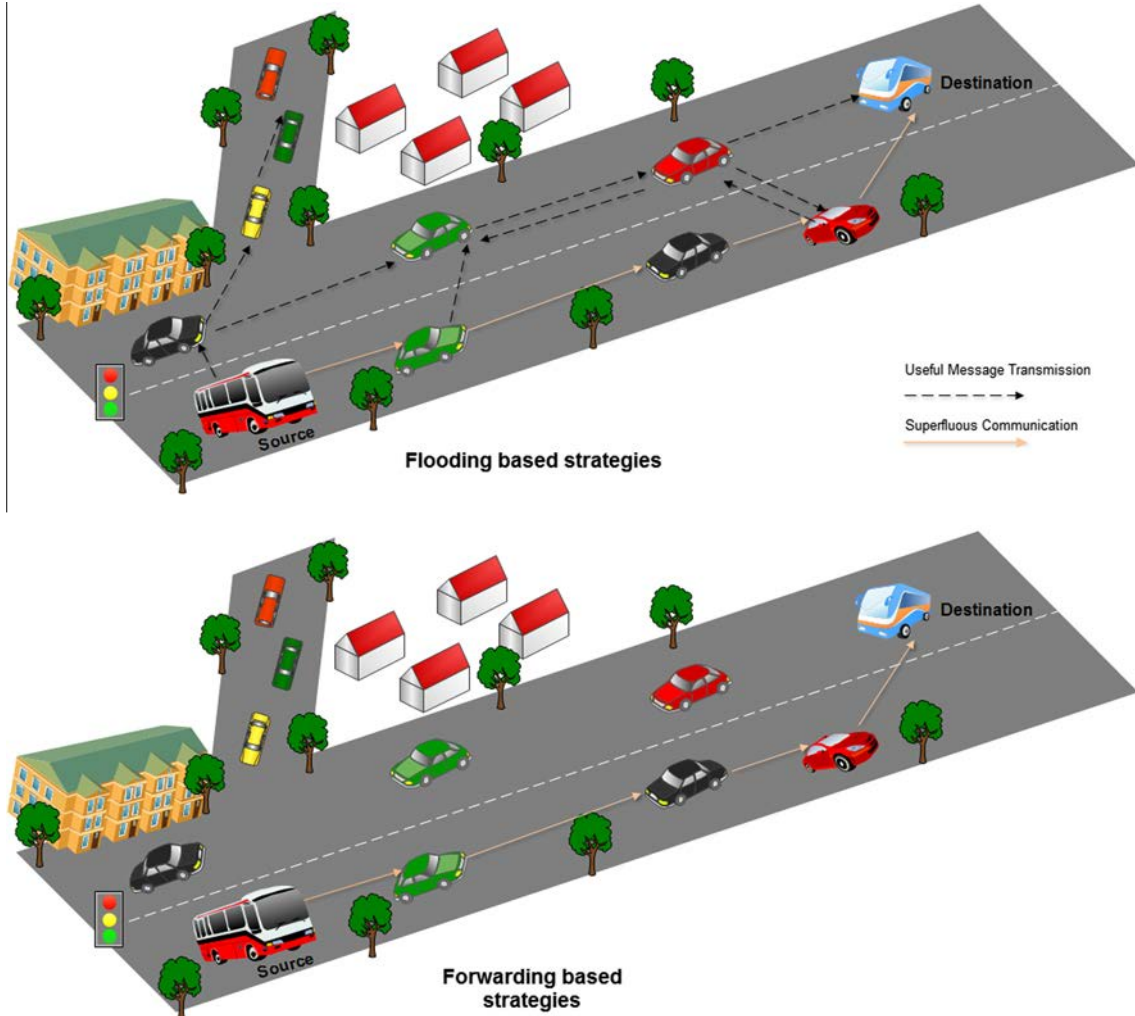 Destination
Useful Message Transmission
Superfluous Communication
Source
Flooding based strategies
Destination
Source
Forwarding based
strategies